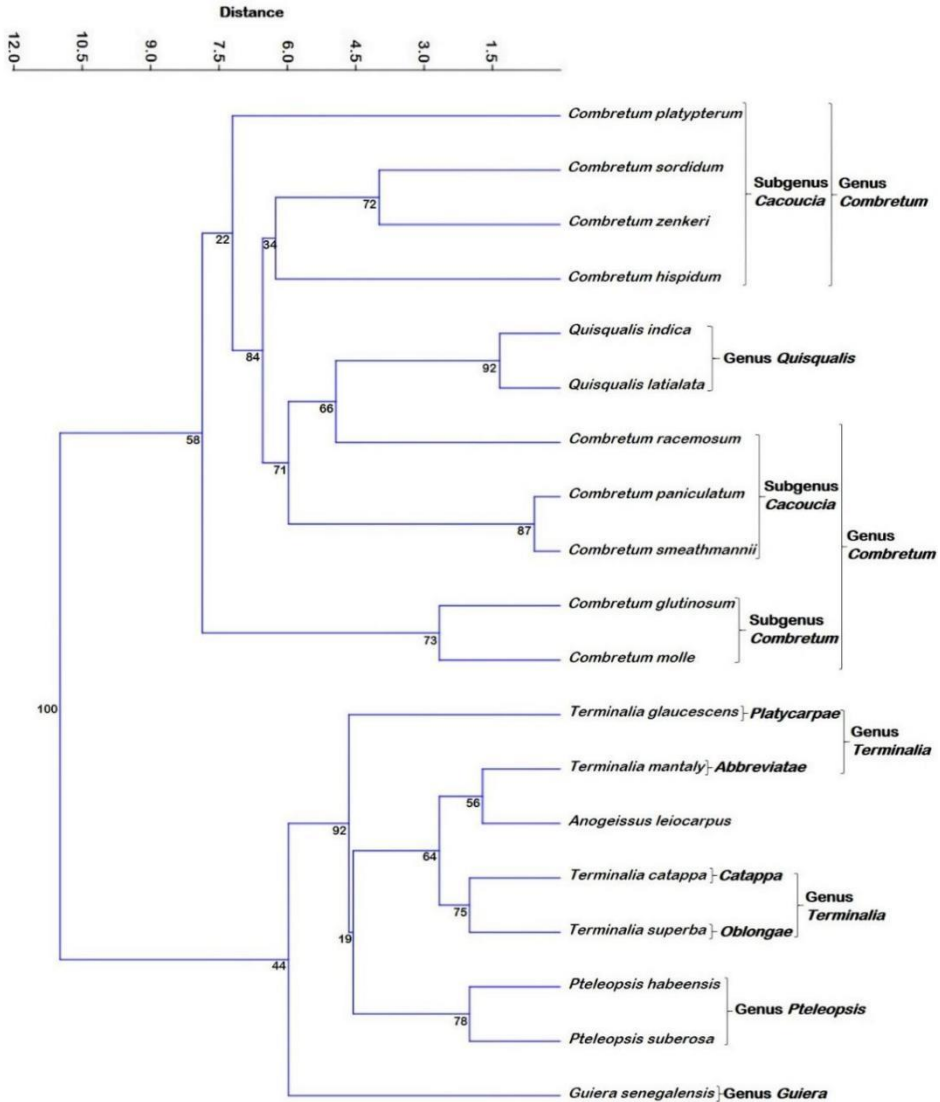 Distance
12.0 10.5 9.0 7.5 6.0 4.5 3.0 1.5
Combretum platypterum
Combretum sordidum
Subgenus Cacoucia
Genus Combretum
72
Combretum zenkeri
22
34
Combretum hispidum
Quisqualis indica
84
92
Genus Quisqualis
Quisqualis latialata
66
58
Combretum racemosum
71
Subgenus Cacoucia
Combretum paniculatum
87
Genus Combretum
Combretum smeathmannii
Combretum glutinosum
73
Subgenus Combretum
Combretum molle
100
Terminalia glaucescens
Platycarpae
Genus Terminalia
Terminalia mantaly
Abbreviatae
56
92
Anogeissus leiocarpus
64
Terminalia catappa
Catappa
Genus Terminalia
75
Terminalia superba
Oblongae
19
44
Pteleopsis habeensis
78
Genus Pteleopsis
Pteleopsis suberosa
Guiera senegalensis
Genus Guiera